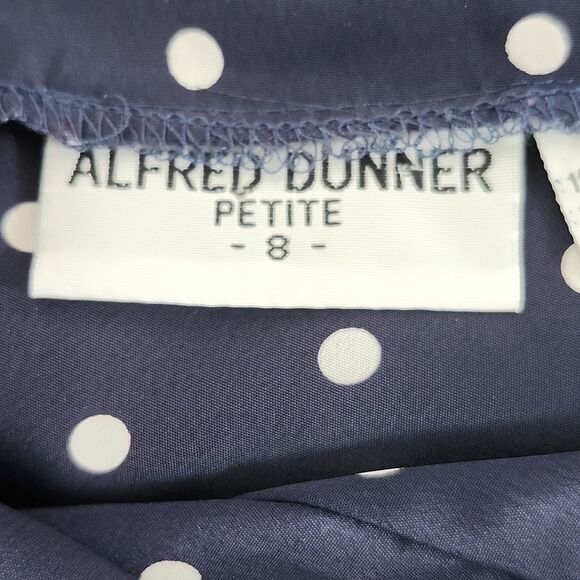 ALFRED DUNNER
PETITE
- 8 -